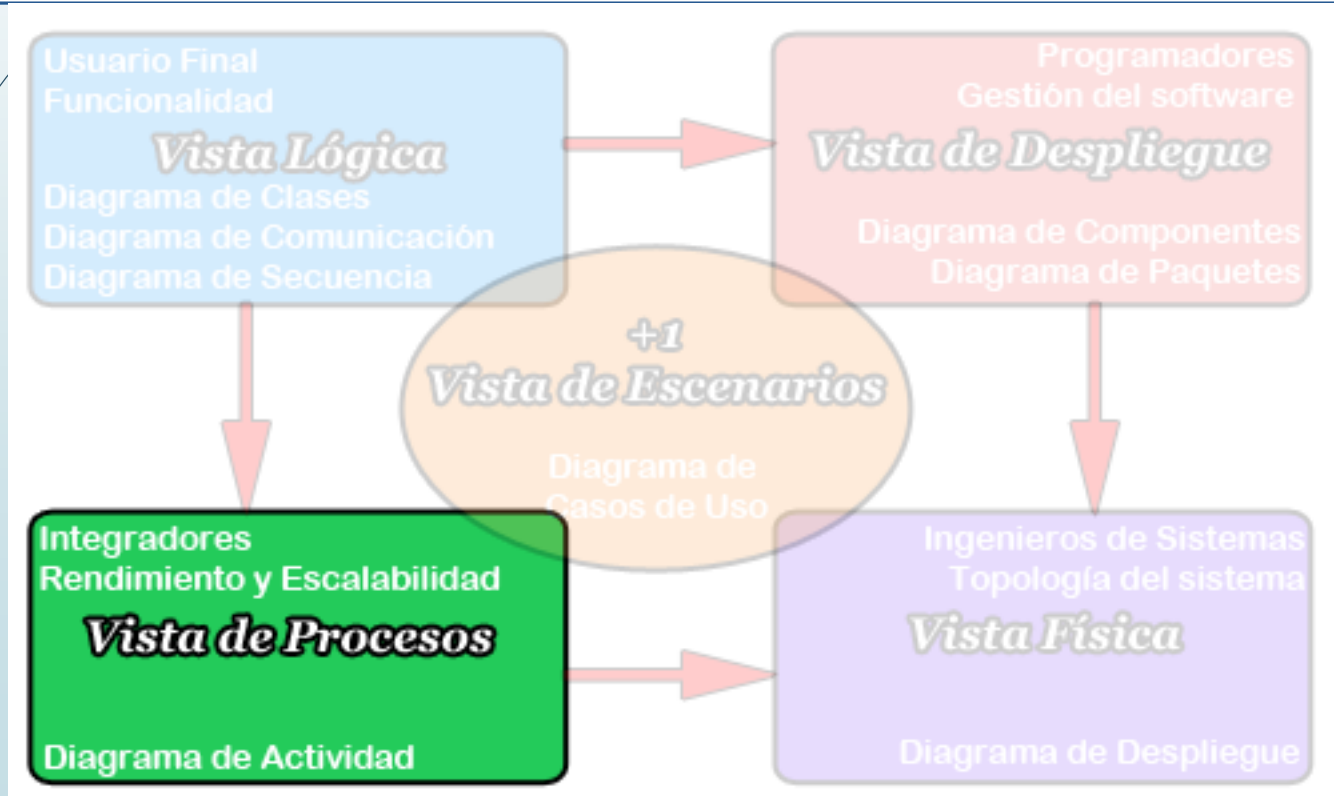 Usuario Final
Funcionalidad
Vista Lógica
Diagrama de Clases
Diagrama de Comunicación
Diagrama de Secuencia
Programadores
Gestión del software
Vista de Despliegue
Diagrama de Componentes
Diagrama de Paquetes
+1
Vista de Escenarios
Diagrama de
Casos de Uso
Integradores
Rendimiento y Escalabilidad
Vista de Procesos
Diagrama de Actividad
Ingenieros de Sistemas
Topología del sistema
Vista Física
Diagrama de Despliegue